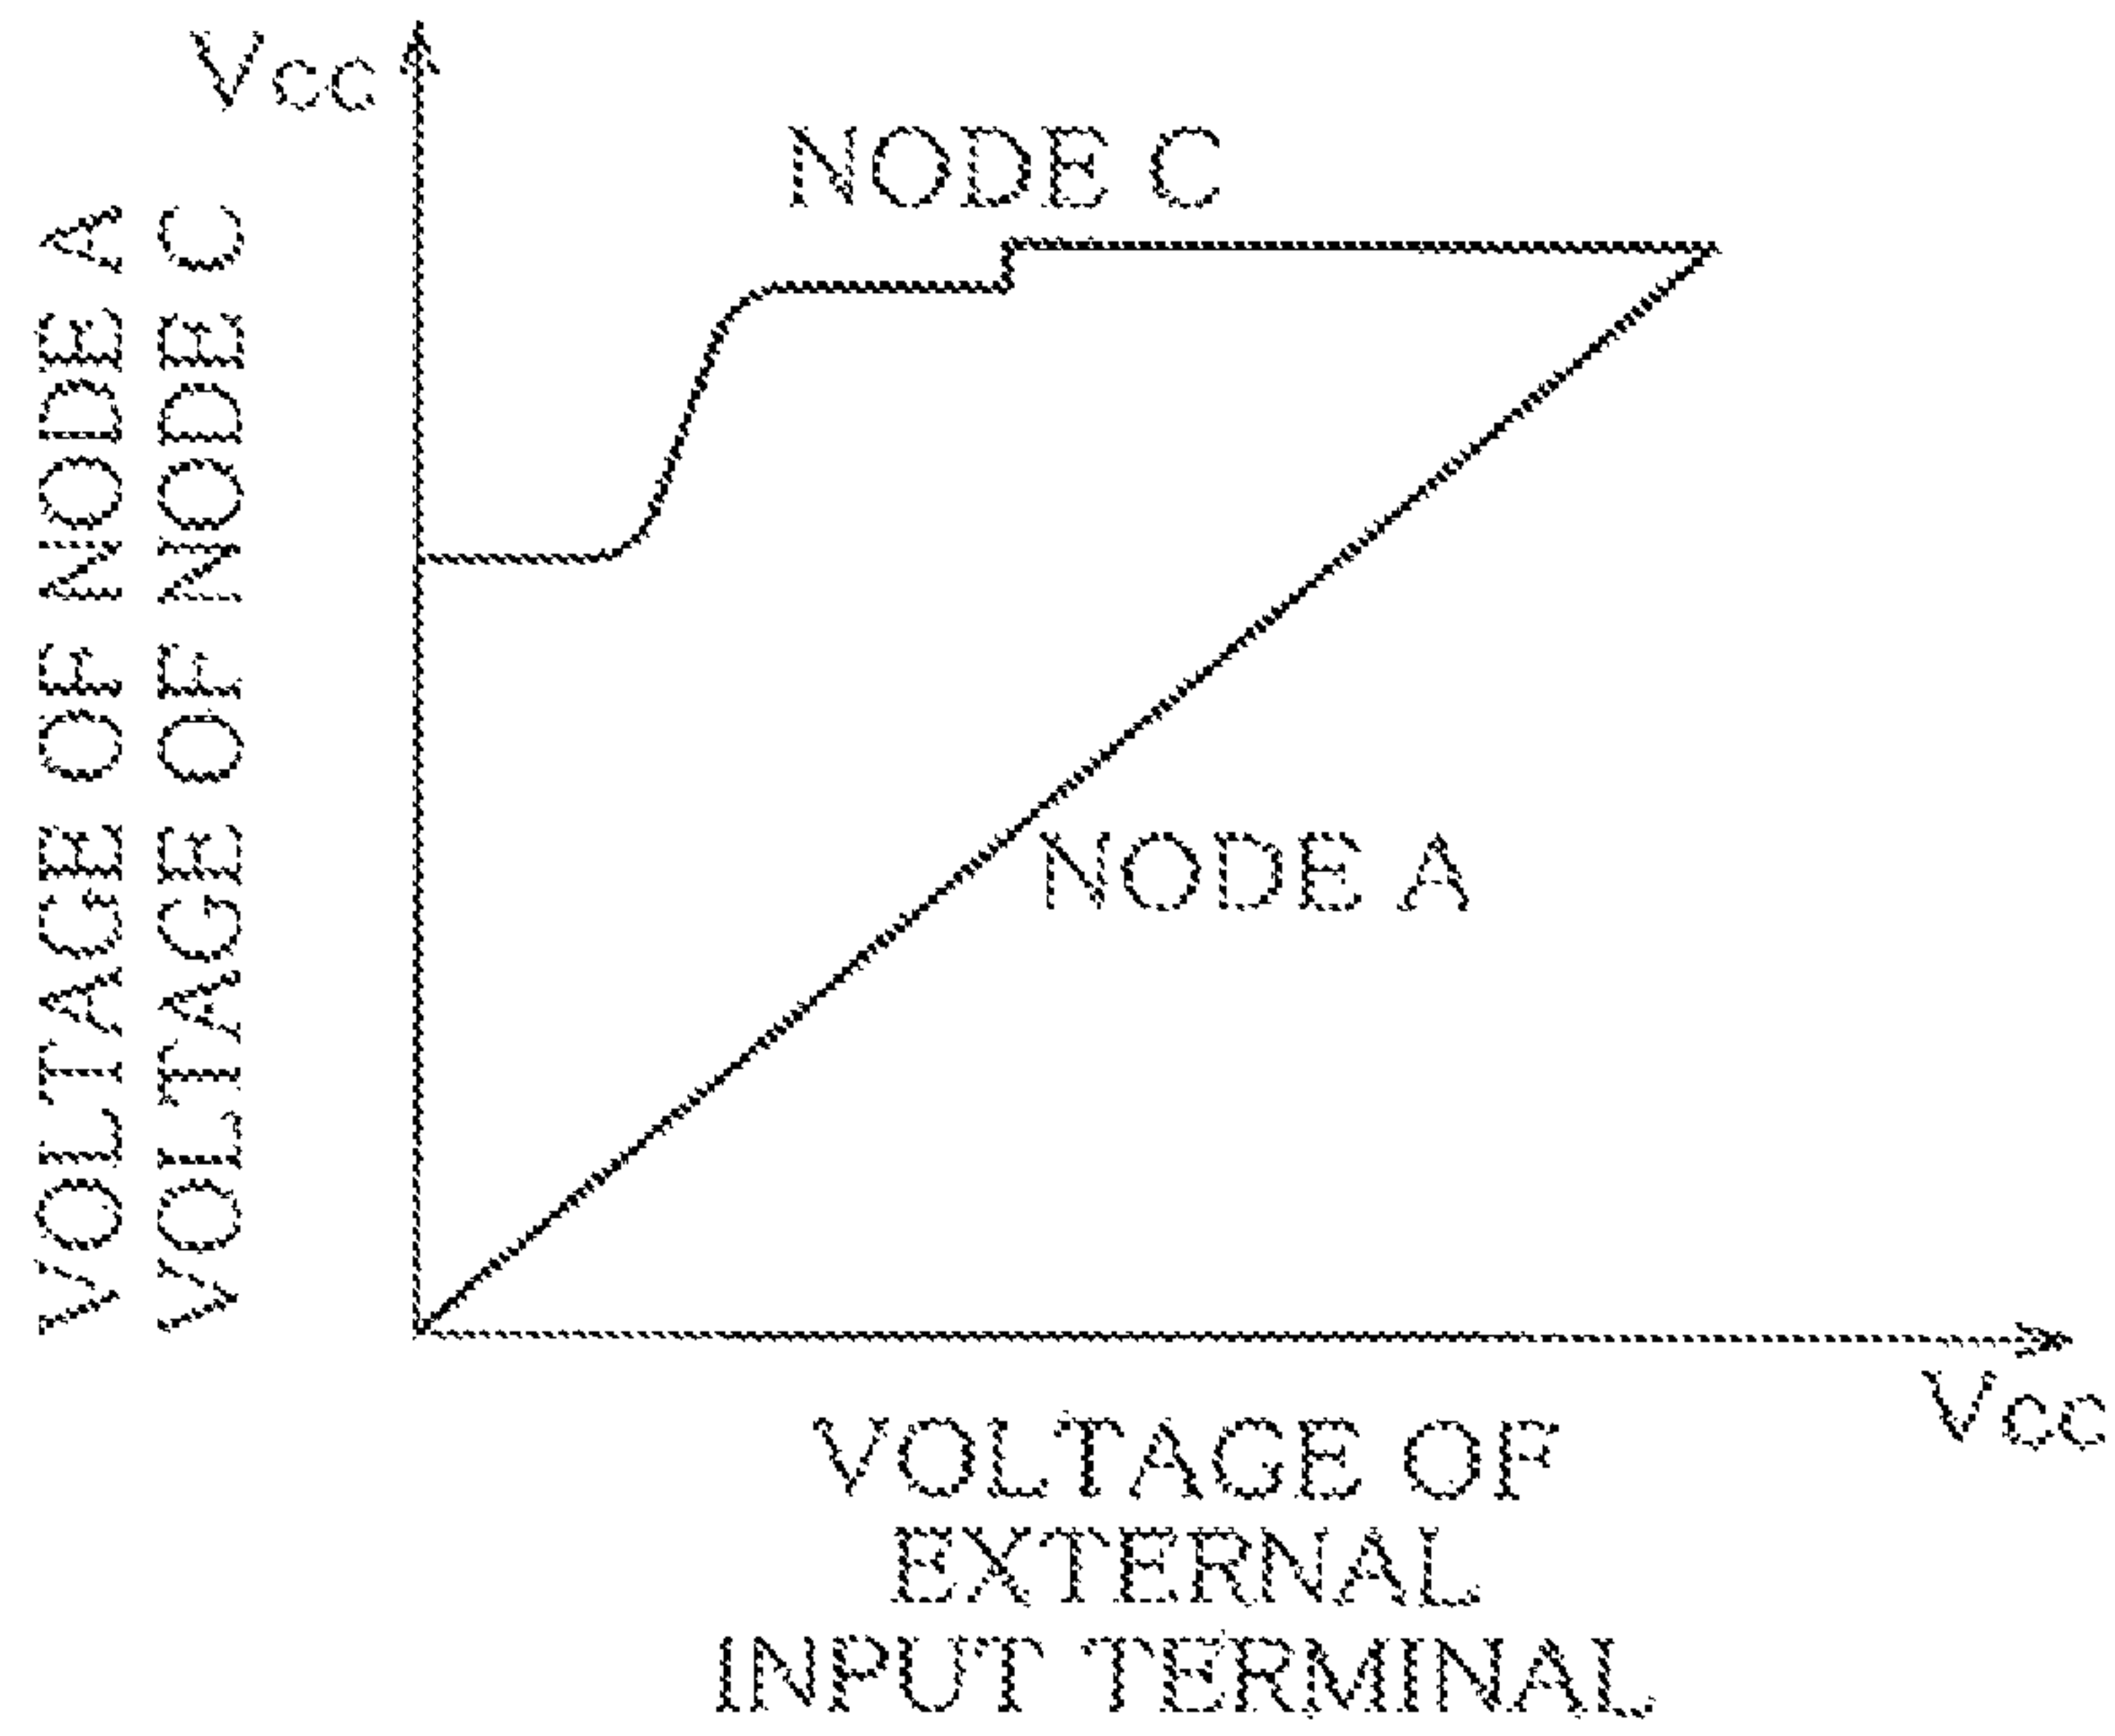 Vcc
VOLTAGE OF NODE A
VOLTAGE OF NODE C
NODE C
NODE A
Vcc
VOLTAGE OF
EXTERNAL
INPUT TERMINAL